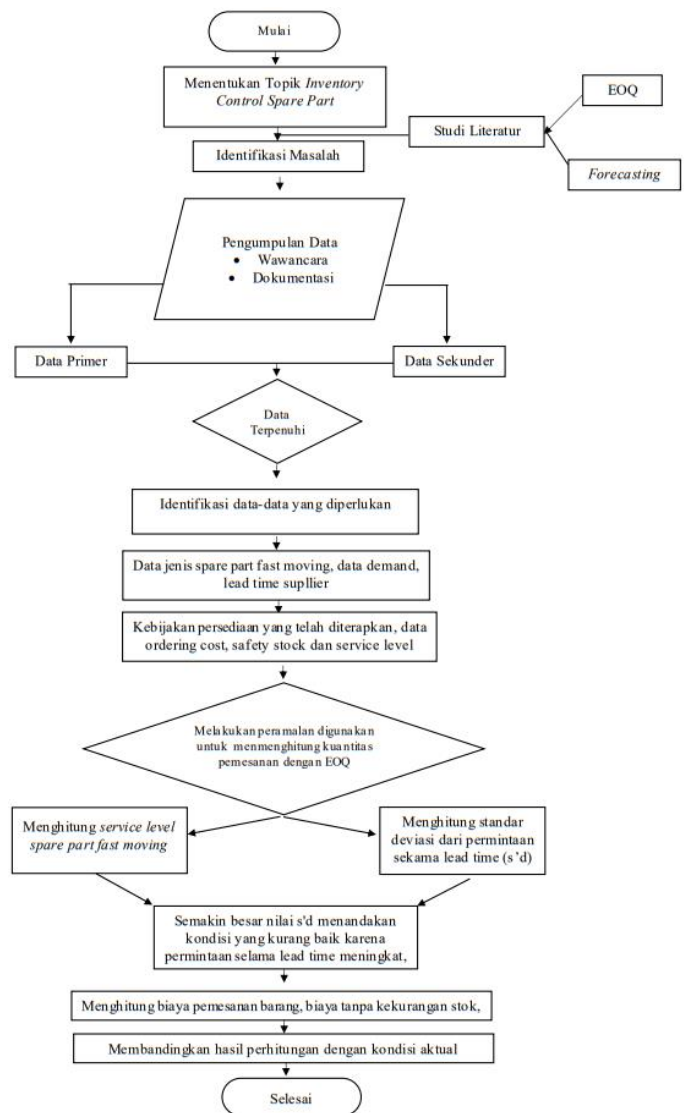 Mulai
Menentukan Topik Inventory
Control Spare Part
EOQ
Studi Literatur
Identifikasi Masalah
Forecasting
Pengumpulan Data
• Wawancara
• Dokumentasi
Data Primer
Data Sekunder
Data
Terpenuhi
Identifikasi data-data yang diperlukan
Data jenis spare part fast moving, data demand,
lead time supllier
Kebijakan persediaan yang telah diterapkan, data
ordering cost, safety stock dan service level
Melakukan peramalan digunakan
untuk menmenghitung kuantitas
pemesanan dengan EOQ
Menghitung service level
spare part fast moving
Menghitung standar
deviasi dari permintaan
sekama lead time (s’d)
Semakin besar nilai s'd menandakan
kondisi yang kurang baik karena
permintaan selama lead time meningkat,
Menghitung biaya pemesanan barang, biaya tanpa kekurangan stok,
Membandingkan hasil perhitungan dengan kondisi aktual
Selesai